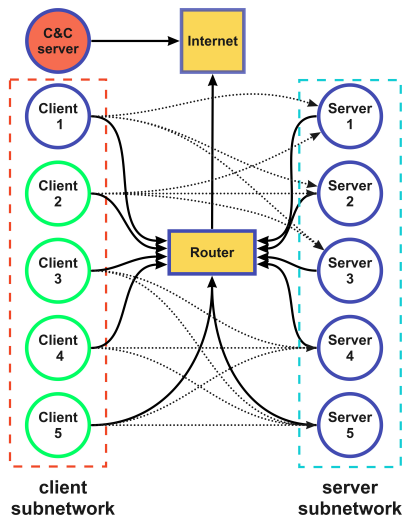 C&C
server
Internet
Client
1
Server
1
Client
2
Server
2
Router
Client
3
Server
3
Client
4
Server
4
Client
5
Server
5
client
subnetwork
server
subnetwork